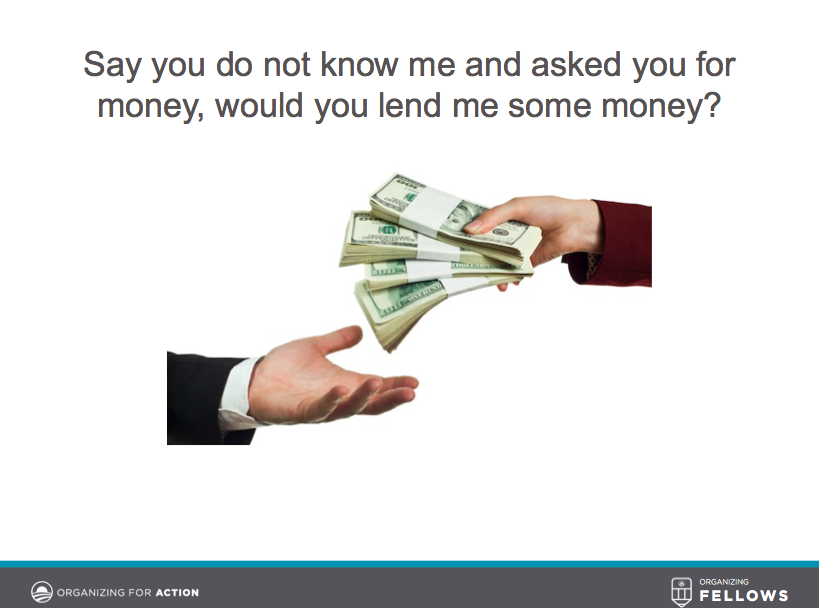 Say you do not know me and asked you for
money, would you lend me some money?
ORGANIZING FOR ACTION
ORGANIZING
FELLOWS